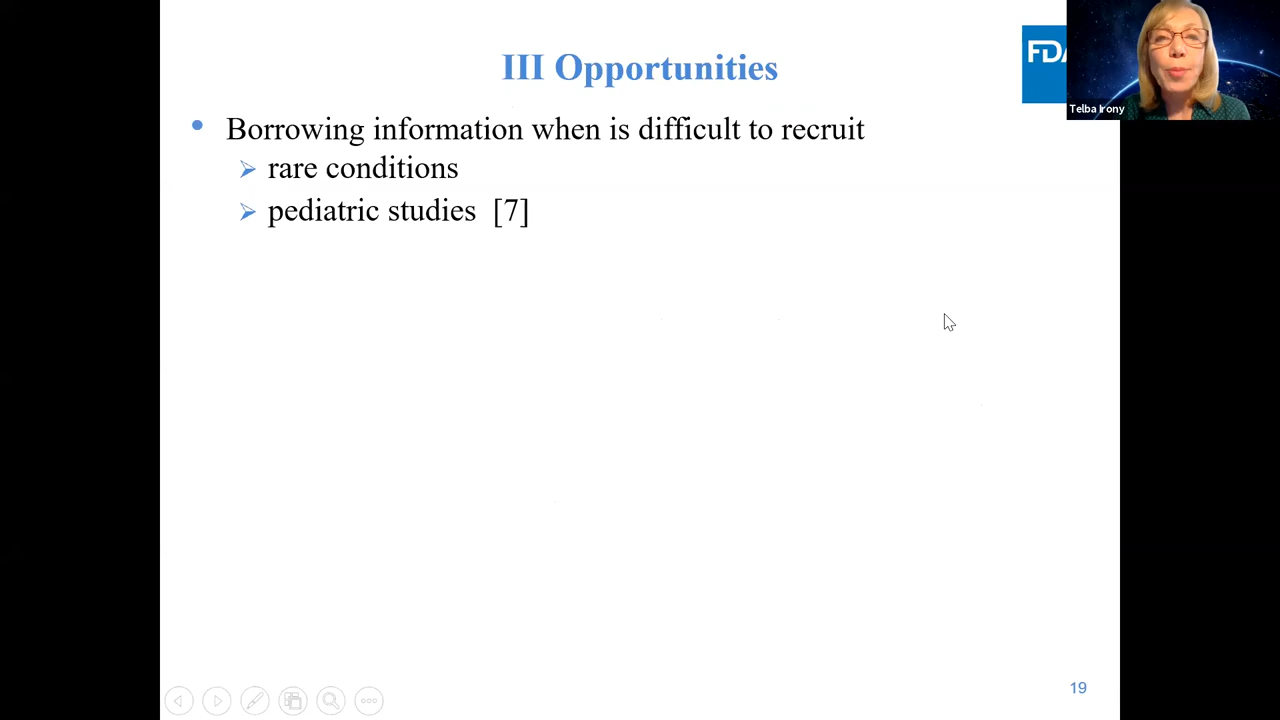 III Opportunities
FDA
Telba Irony
• Borrowing information when is difficult to recruit
➢ rare conditions
➢ pediatric studies [7]
19